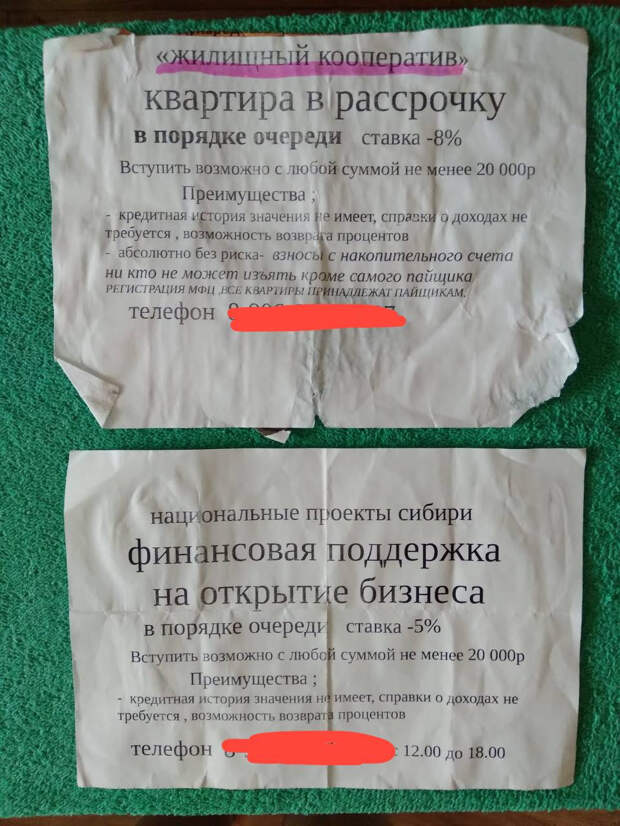 «жилищный кооператив»
квартира в рассрочку
в порядке очереди ставка -8%
Вступить возможно с любой суммой не менее 20 000р
Преимущества ;
- кредитная история значения не имеет, справки о доходах не
требуется , возможность возврата процентов
- абсолютно без риска- взносы с накопительного счета
ни кто не может изъять кроме самого пайщика
РЕГИСТРАЦИЯ МФЦ ,ВСЕ КВАРТИРЫ ПРИНАДЛЕЖАТ ПАЙЩИКАМ.
телефон 8
национальные проекты сибири
финансовая поддержка
на открытие бизнеса
в порядке очереди ставка -5%
Вступить возможно с любой суммой не менее 20 000р
Преимущества ;
- кредитная история значения не имеет, справки о доходах не
требуется , возможность возврата процентов
телефон 8 с 12.00 до 18.00